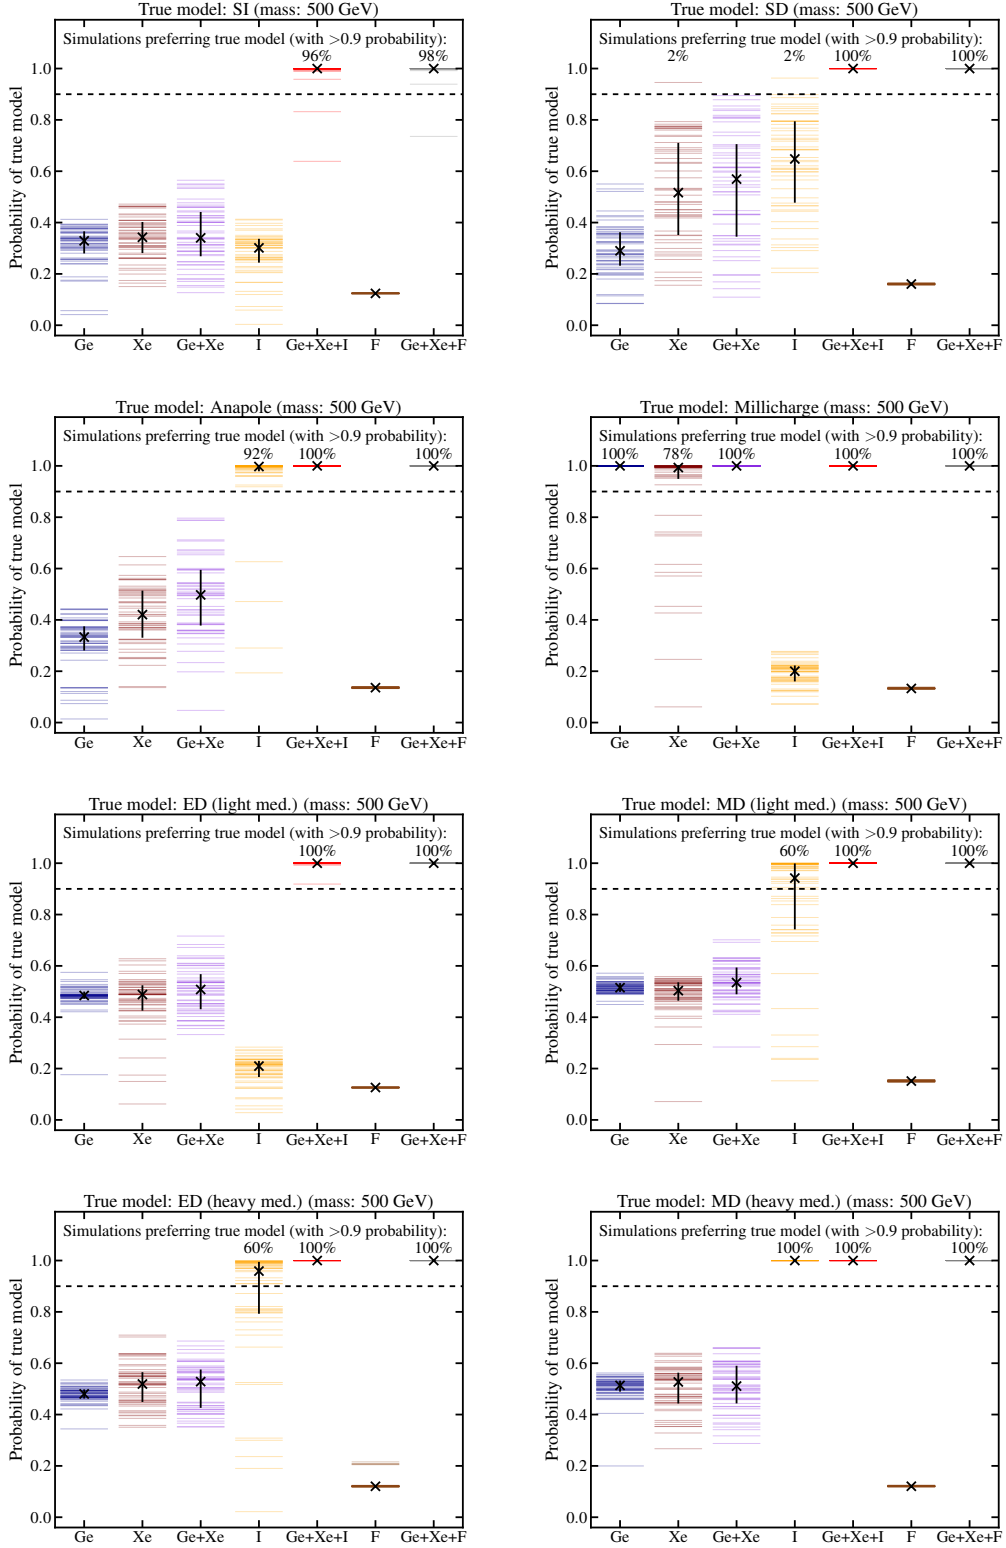 True model: SI (mass: 500 GeV)
Simulations preferring true model (with >0.9 probability):
96% 98%
Probability of true model
1.0
0.8
0.6
0.4
0.2
0.0
Ge Xe Ge+Xe I Ge+Xe+I F Ge+Xe+F
True model: SD (mass: 500 GeV)
Simulations preferring true model (with >0.9 probability):
2% 2% 100% 100%
Probability of true model
1.0
0.8
0.6
0.4
0.2
0.0
Ge Xe Ge+Xe I Ge+Xe+I F Ge+Xe+F
True model: Anapole (mass: 500 GeV)
Simulations preferring true model (with >0.9 probability):
92% 100% 100%
Probability of true model
1.0
0.8
0.6
0.4
0.2
0.0
Ge Xe Ge+Xe I Ge+Xe+I F Ge+Xe+F
True model: Millicharge (mass: 500 GeV)
Simulations preferring true model (with >0.9 probability):
100% 78% 100% 100% 100%
Probability of true model
1.0
0.8
0.6
0.4
0.2
0.0
Ge Xe Ge+Xe I Ge+Xe+I F Ge+Xe+F
True model: ED (light med.) (mass: 500 GeV)
Simulations preferring true model (with >0.9 probability):
100% 100%
Probability of true model
1.0
0.8
0.6
0.4
0.2
0.0
Ge Xe Ge+Xe I Ge+Xe+I F Ge+Xe+F
True model: MD (light med.) (mass: 500 GeV)
Simulations preferring true model (with >0.9 probability):
60% 100% 100%
Probability of true model
1.0
0.8
0.6
0.4
0.2
0.0
Ge Xe Ge+Xe I Ge+Xe+I F Ge+Xe+F
True model: ED (heavy med.) (mass: 500 GeV)
Simulations preferring true model (with >0.9 probability):
60% 100% 100%
Probability of true model
1.0
0.8
0.6
0.4
0.2
0.0
Ge Xe Ge+Xe I Ge+Xe+I F Ge+Xe+F
True model: MD (heavy med.) (mass: 500 GeV)
Simulations preferring true model (with >0.9 probability):
100% 100% 100%
Probability of true model
1.0
0.8
0.6
0.4
0.2
0.0
Ge Xe Ge+Xe I Ge+Xe+I F Ge+Xe+F